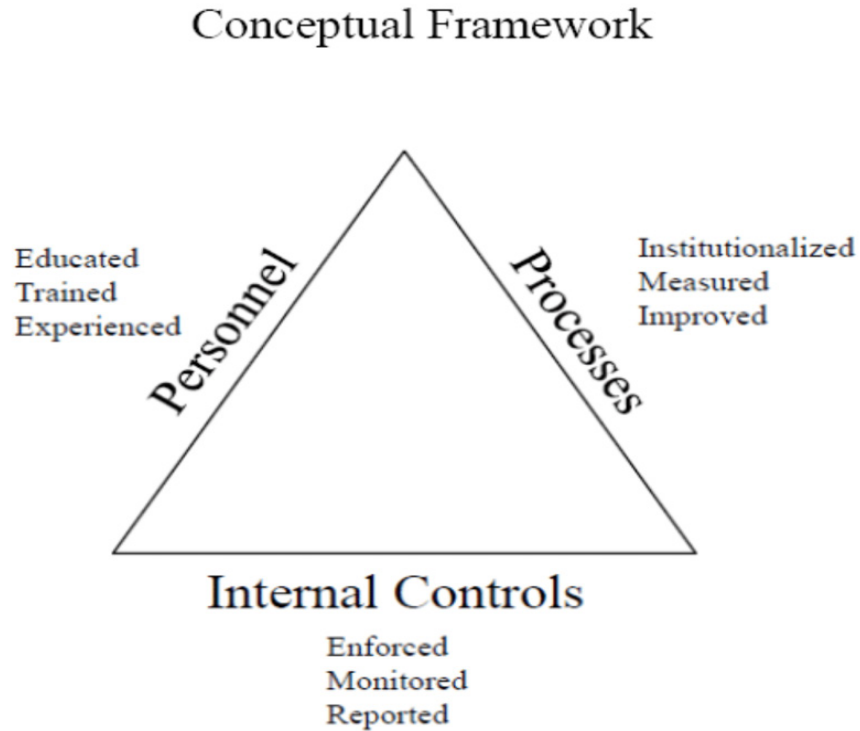 Conceptual Framework
Educated
Trained
Experienced
Personnel
Processes
Institutionalized
Measured
Improved
Internal Controls
Enforced
Monitored
Reported